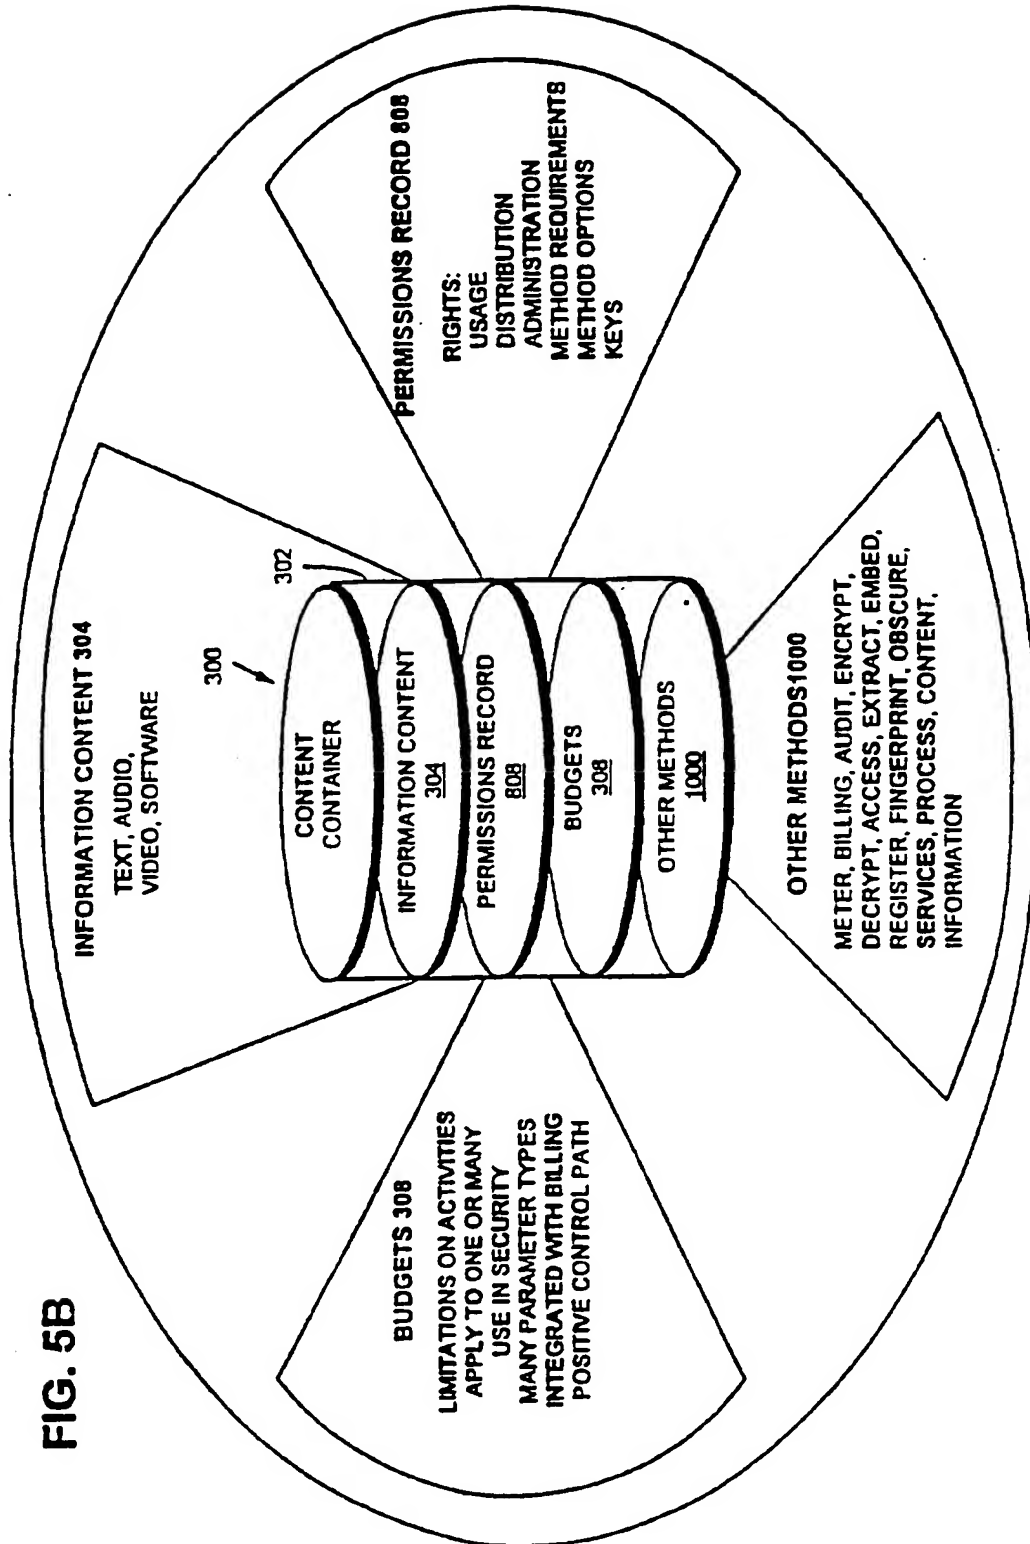 FIG. 5B
INFORMATION CONTENT 304
TEXT, AUDIO,
VIDEO, SOFTWARE
PERMISSIONS RECORD 808
RIGHTS:
USAGE
DISTRIBUTION
ADMINISTRATION
METHOD REQUIREMENTS
METHOD OPTIONS
KEYS
300
302
CONTENT
CONTAINER
INFORMATION CONTENT
304
PERMISSIONS RECORD
808
BUDGETS
308
OTHER METHODS
1000
BUDGETS 308
LIMITATIONS ON ACTIVITIES
APPLY TO ONE OR MANY
USE IN SECURITY
MANY PARAMETER TYPES
INTEGRATED WITH BILLING
POSITIVE CONTROL PATH
OTHER METHODS1000
METER, BILLING, AUDIT, ENCRYPT,
DECRYPT, ACCESS, EXTRACT, EMBED,
REGISTER, FINGERPRINT, OBSCURE,
SERVICES, PROCESS, CONTENT,
INFORMATION